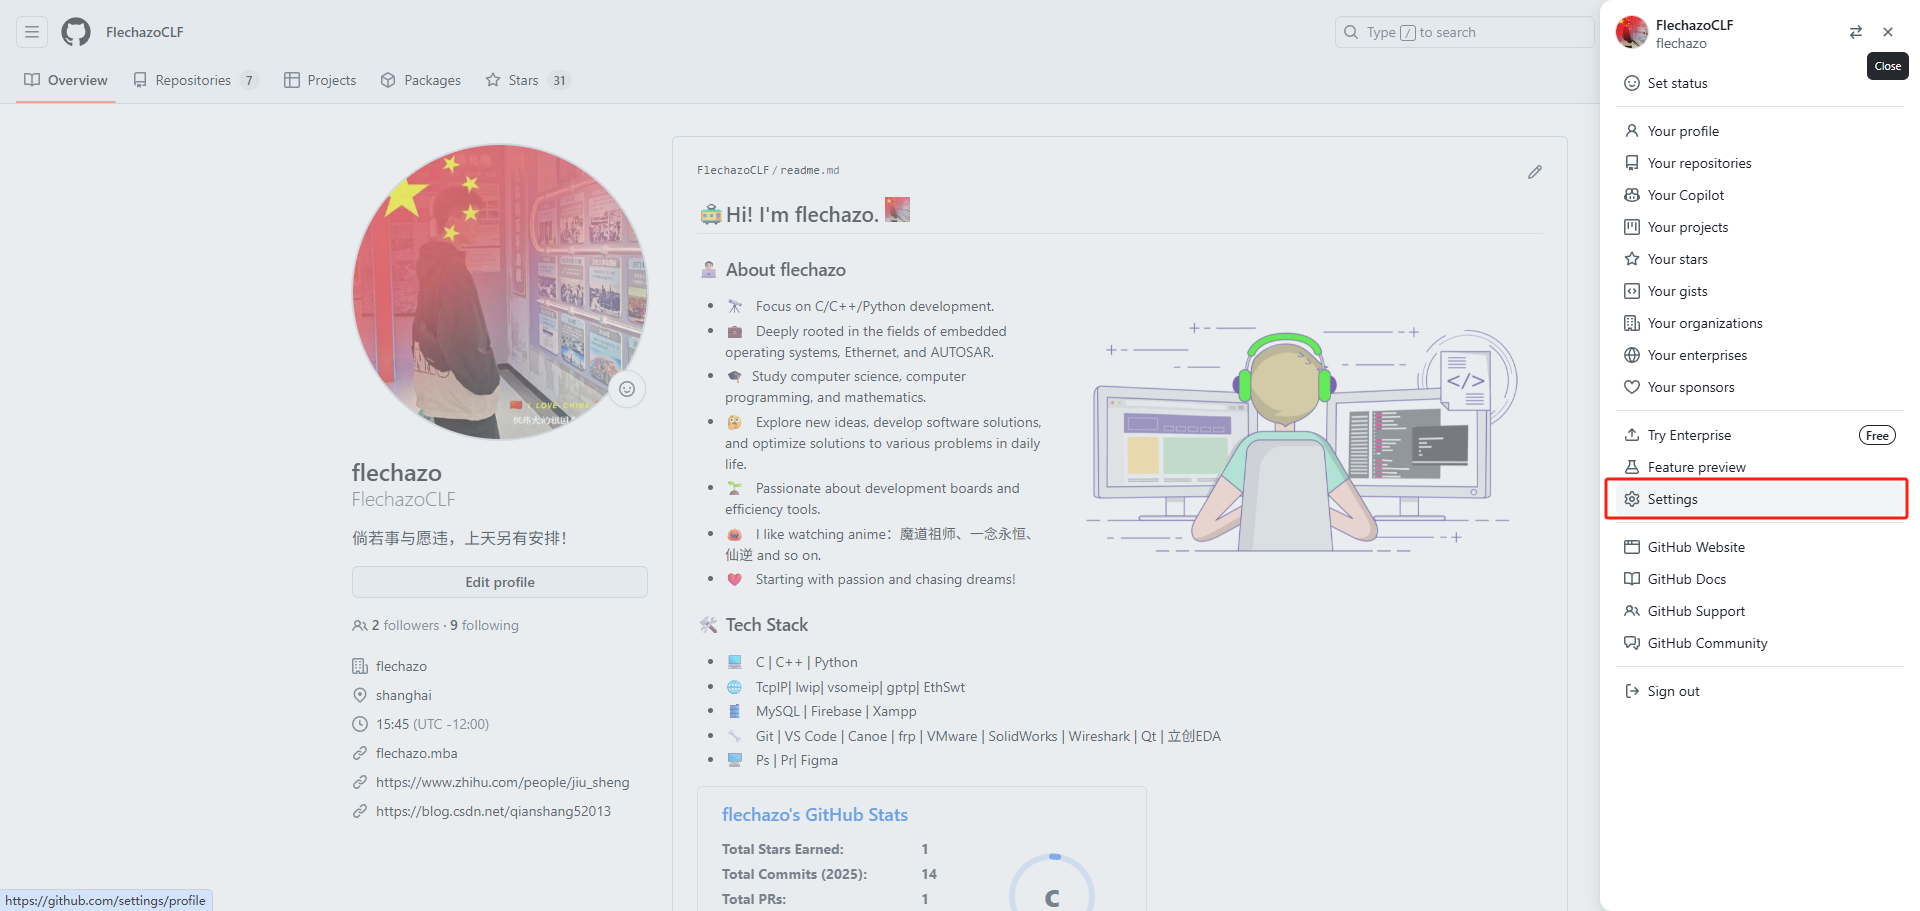 FlechazoCLF
Type / to search
Overview
Repositories 7
Projects
Packages
Stars 31
I LOVE CHINA
flechazo
FlechazoCLF
倘若事与愿违，上天另有安排！
Edit profile
2 followers · 9 following
flechazo
shanghai
15:45 (UTC -12:00)
flechazo.mba
https://www.zhihu.com/people/jiu_sheng
https://blog.csdn.net/qianshang52013
FlechazoCLF / readme.md
Hi! I'm flechazo.
About flechazo
Focus on C/C++/Python development.
Deeply rooted in the fields of embedded
operating systems, Ethernet, and AUTOSAR.
Study computer science, computer
programming, and mathematics.
Explore new ideas, develop software solutions,
and optimize solutions to various problems in daily
life.
Passionate about development boards and
efficiency tools.
I like watching anime：魔道祖师、一念永恒、
仙逆 and so on.
Starting with passion and chasing dreams!
</>
Tech Stack
C | C++ | Python
TcpIP| lwip| vsomeip| gptp| EthSwt
MySQL | Firebase | Xampp
Git | VS Code | Canoe | frp | VMware | SolidWorks | Wireshark | Qt | 立创EDA
Ps | Pr| Figma
flechazo's GitHub Stats
Total Stars Earned: 1
Total Commits (2025): 14
Total PRs: 1
C
FlechazoCLF
flechazo
Close
Set status
Your profile
Your repositories
Your Copilot
Your projects
Your stars
Your gists
Your organizations
Your enterprises
Your sponsors
Try Enterprise Free
Feature preview
Settings
GitHub Website
GitHub Docs
GitHub Support
GitHub Community
Sign out
https://github.com/settings/profile